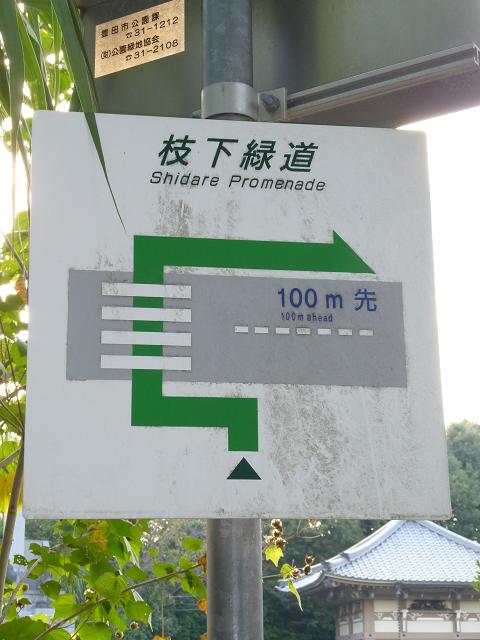 豊田市公園課
☎31-1212
(財)公園緑地協会
☎31-2108
枝下緑道
Shidare Promenade
100m先
100m ahead